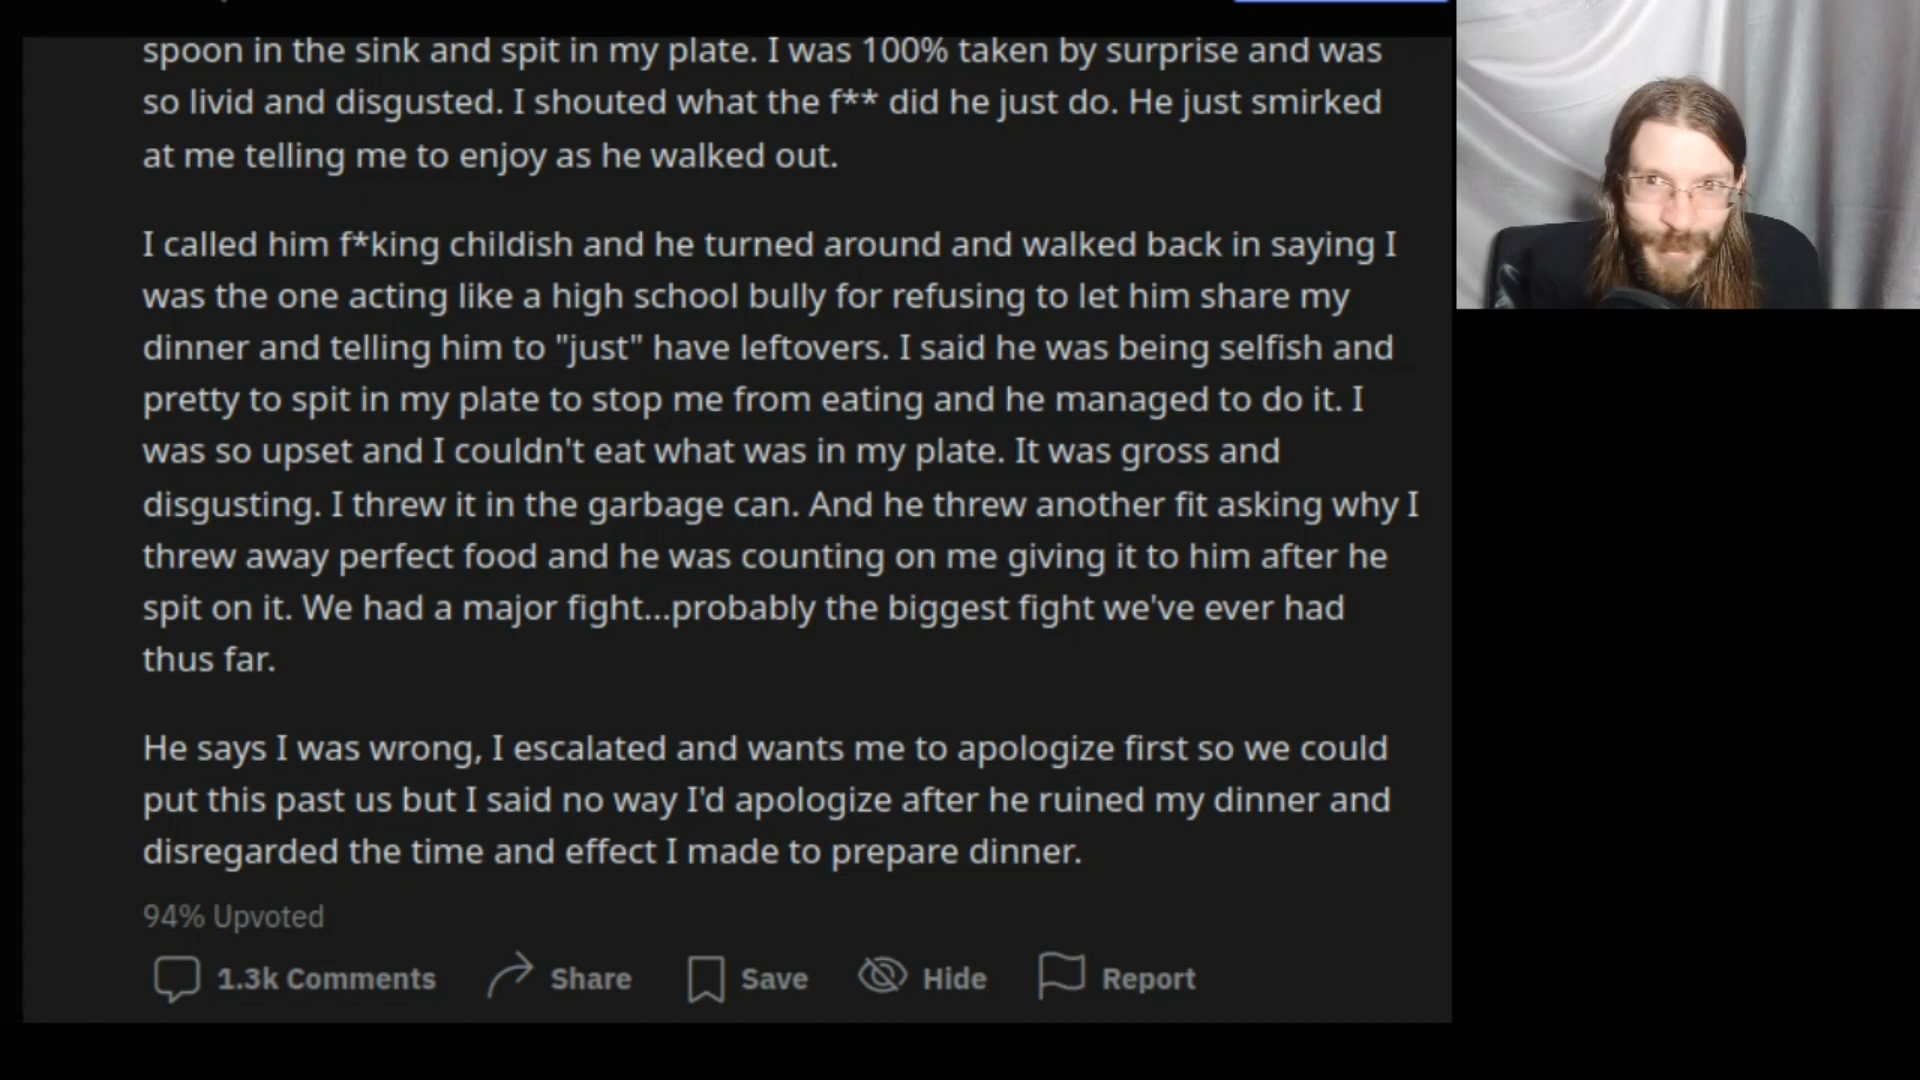 spoon in the sink and spit in my plate. I was 100% taken by surprise and was
so livid and disgusted. I shouted what the f** did he just do. He just smirked
at me telling me to enjoy as he walked out.
I called him f*king childish and he turned around and walked back in saying I
was the one acting like a high school bully for refusing to let him share my
dinner and telling him to "just" have leftovers. I said he was being selfish and
pretty to spit in my plate to stop me from eating and he managed to do it. I
was so upset and I couldn't eat what was in my plate. It was gross and
disgusting. I threw it in the garbage can. And he threw another fit asking why I
threw away perfect food and he was counting on me giving it to him after he
spit on it. We had a major fight...probably the biggest fight we've ever had
thus far.
He says I was wrong, I escalated and wants me to apologize first so we could
put this past us but I said no way I'd apologize after he ruined my dinner and
disregarded the time and effect I made to prepare dinner.
94% Upvoted
1.3k Comments Share Save Hide Report